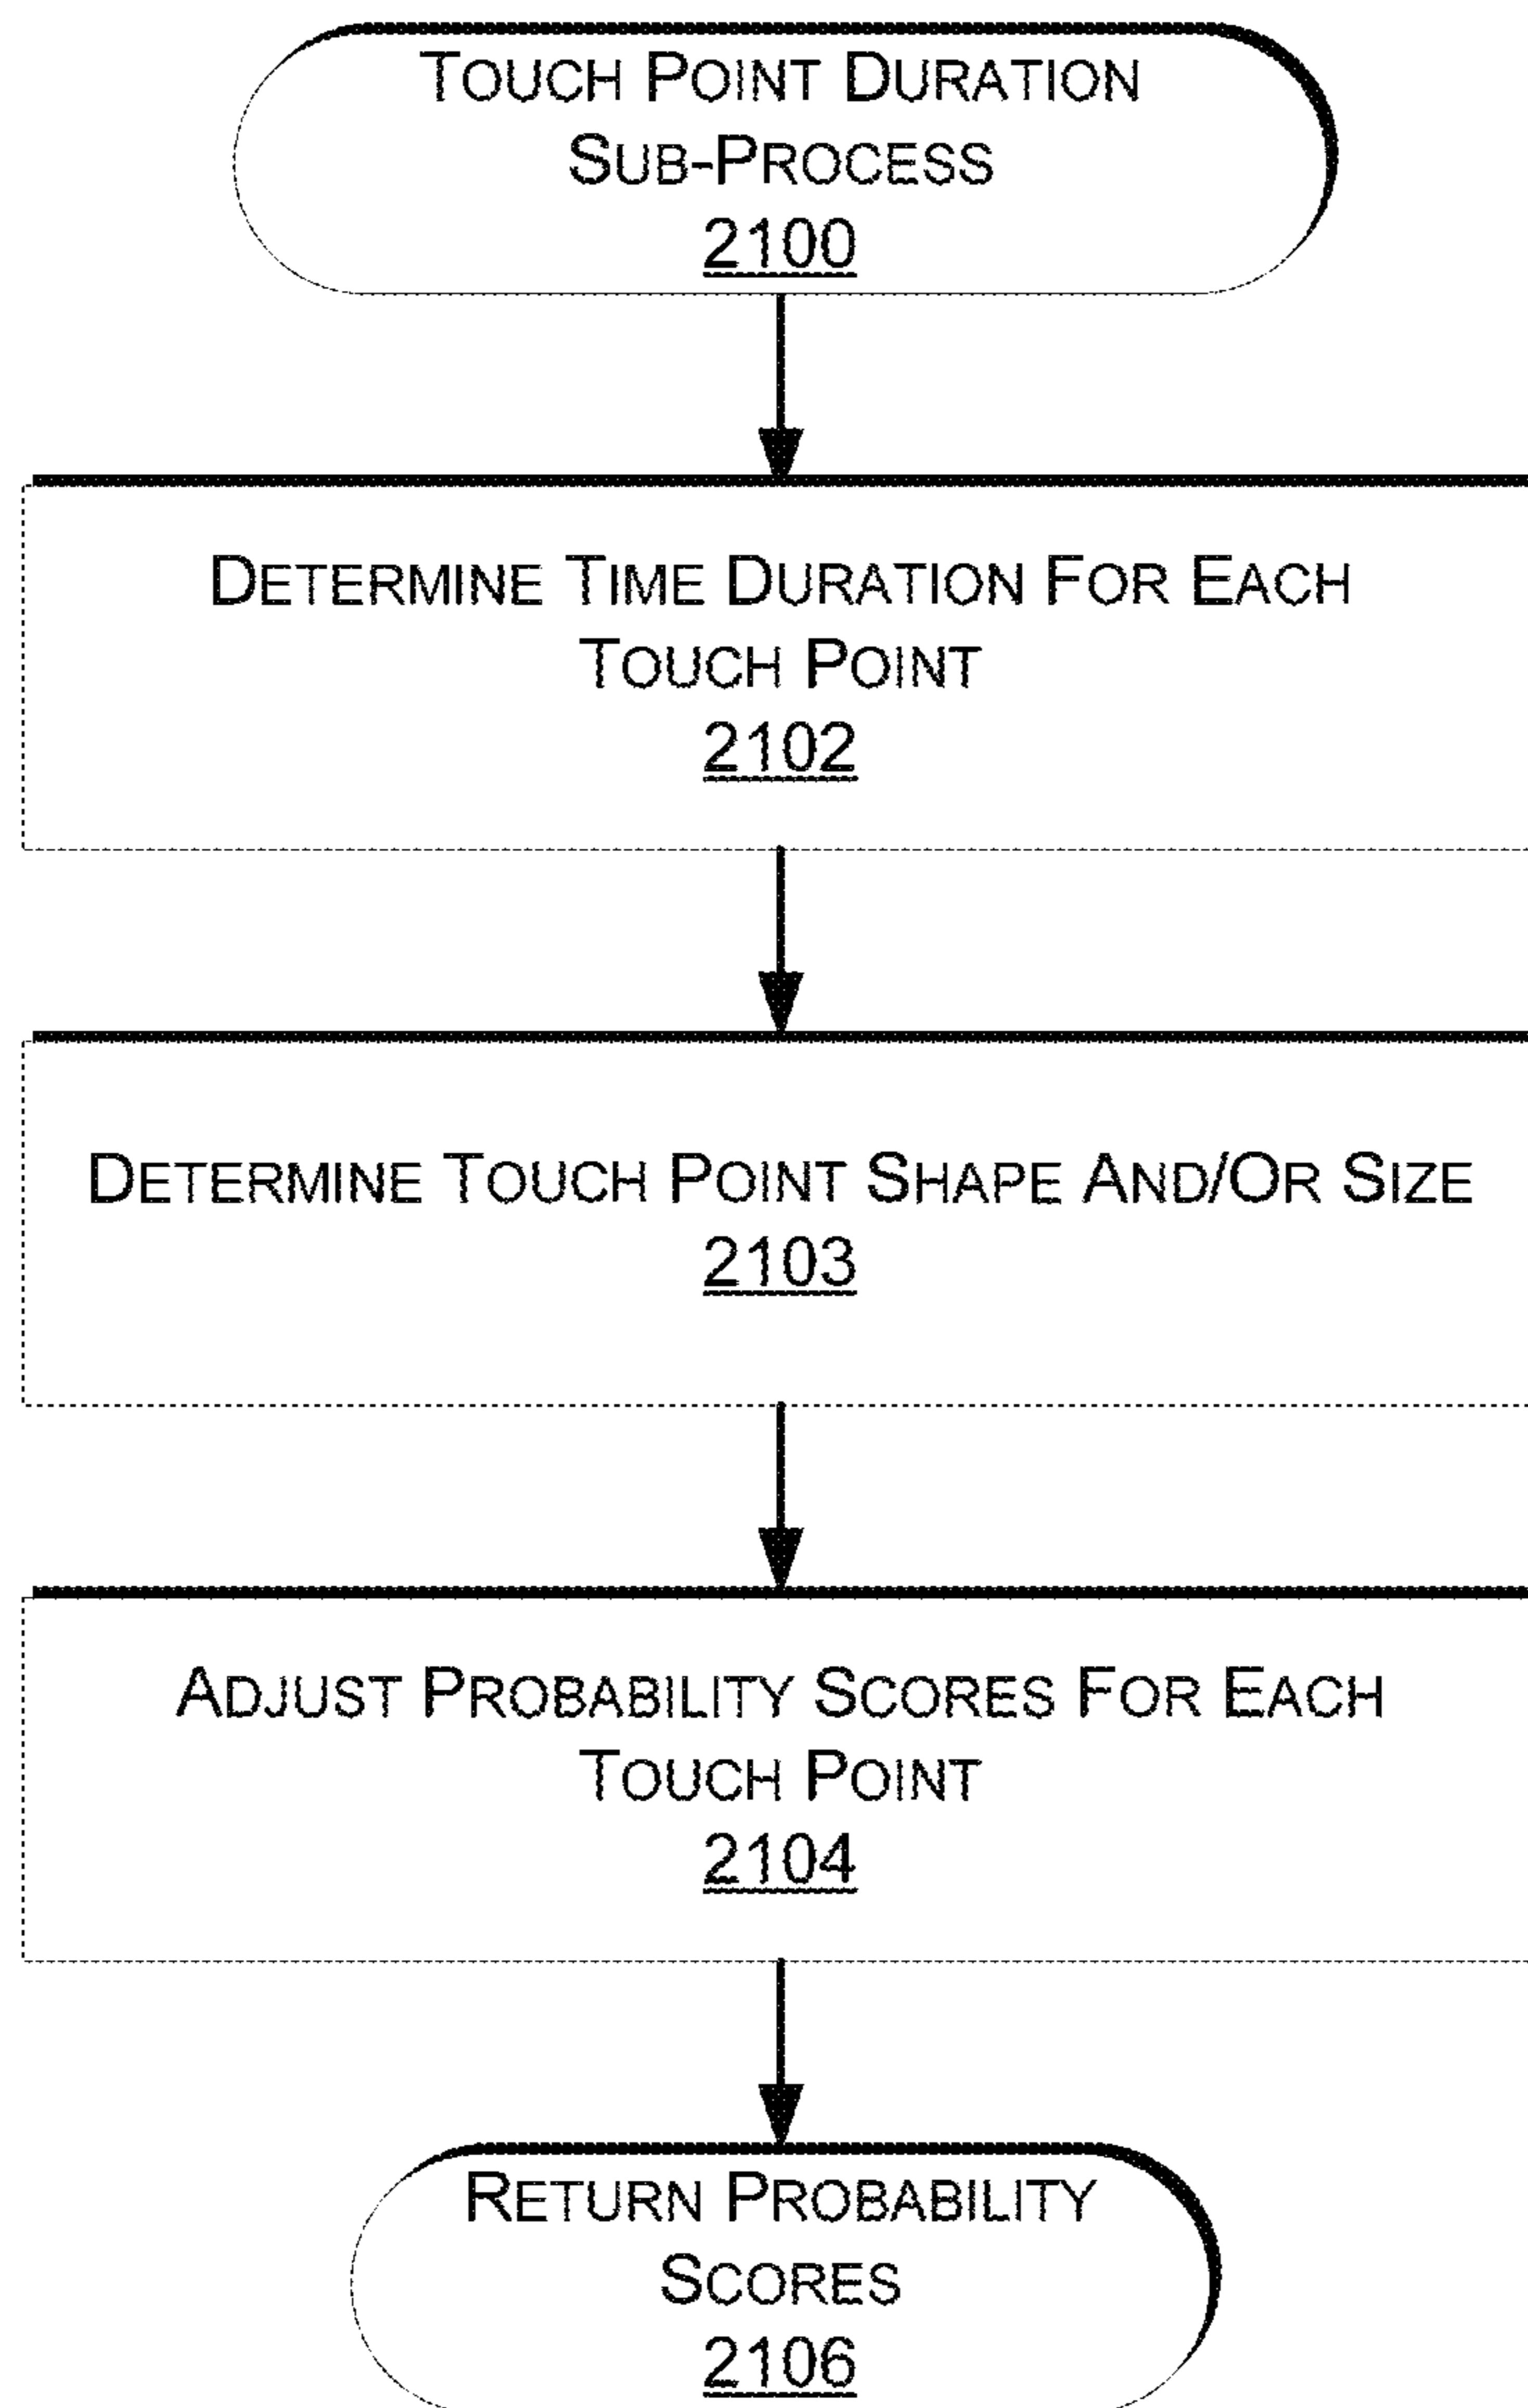 TOUCH POINT DURATION
SUB-PROCESS
2100
DETERMINE TIME DURATION FOR EACH
TOUCH POINT
2102
DETERMINE TOUCH POINT SHAPE AND/OR SIZE
2103
ADJUST PROBABILITY SCORES FOR EACH
TOUCH POINT
2104
RETURN PROBABILITY
SCORES
2106